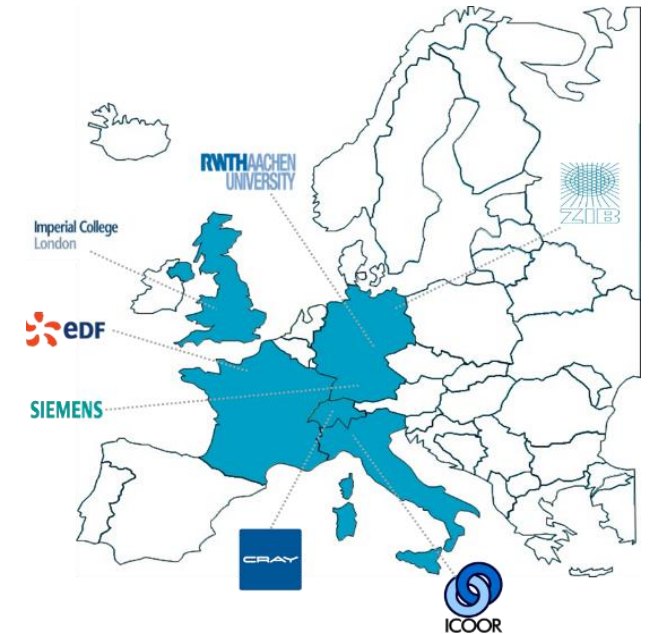 RWTHAACHEN
UNIVERSITY
ZIB
Imperial College
London
eDF
SIEMENS
CRAY
ICOOR